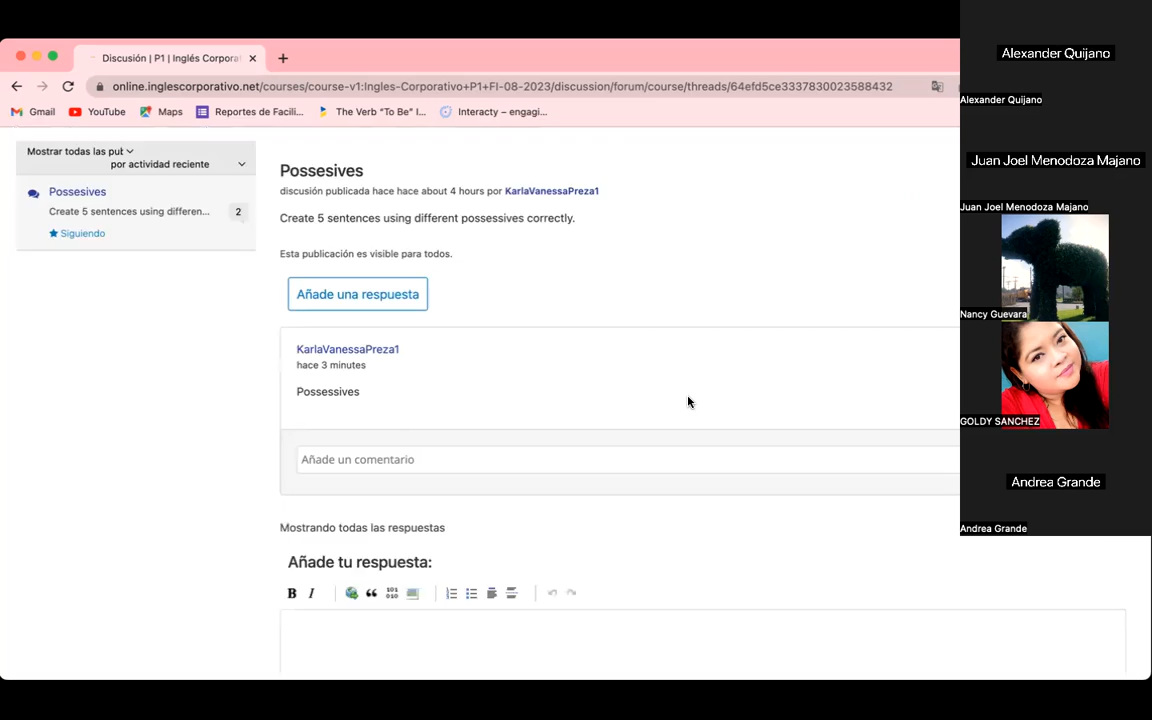 Discusión | P1 | Inglés Corpora
online.inglescorporativo.net/courses/course-v1:Ingles-Corporativo+P1+FI-08-2023/discussion/forum/course/threads/64efd5ce3337830023588432
Gmail
YouTube
Maps
Reportes de Facili...
The Verb “To Be” I...
Interacty – engagi...
Mostrar todas las put
por actividad reciente
Possesives
Create 5 sentences using differen...
2
Siguiendo
Possesives
discusión publicada hace hace about 4 hours por KarlaVanessaPreza1
Create 5 sentences using different possessives correctly.
Esta publicación es visible para todos.
Añade una respuesta
KarlaVanessaPreza1
hace 3 minutes
Possessives
Añade un comentario
Mostrando todas las respuestas
Añade tu respuesta:
B I
Alexander Quijano
Alexander Quijano
Juan Joel Menodoza Majano
Juan Joel Menodoza Majano
Nancy Guevara
GOLDY SANCHEZ
Andrea Grande
Andrea Grande